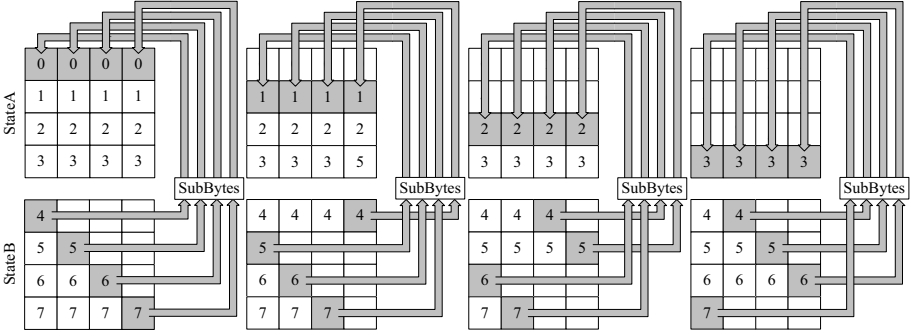 StateA
0 0 0 0
1 1 1 1 1 1 1 1
2 2 2 2 2 2 2 2 2 2 2 2
3 3 3 3 3 3 3 5 3 3 3 3 3 3 3 3
SubBytes SubBytes SubBytes SubBytes
StateB
4 4 4 4 4 4 4 4 4 4
5 5 5 5 5 5 5 5 5 5
6 6 6 6 6 6 6 6 6 6
7 7 7 7 7 7 7 7 7 7